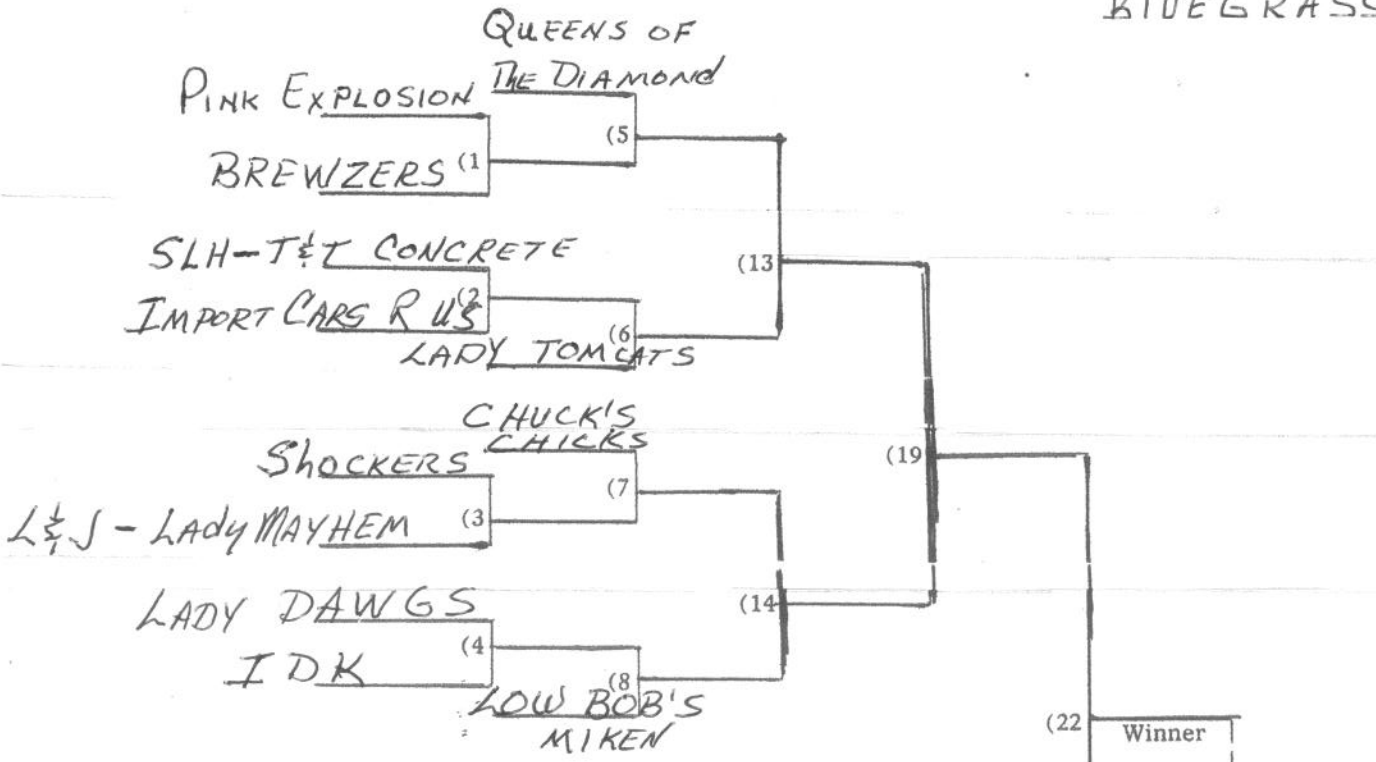 BLUEGRASS
QUEENS OF
THE DIAMOND
PINK EXPLOSION
(5
BREWZERS (1
SLH-T&T CONCRETE
(13
IMPORT CARS R US (2
(6
LADY TOMCATS
CHUCK'S
CHICKS
SHOCKERS
(19
(7
L&J - LADY MAYHEM (3
LADY DAWGS
(14
(4
IDK
(8
LOW BOB'S
MIKEN
(22 Winner